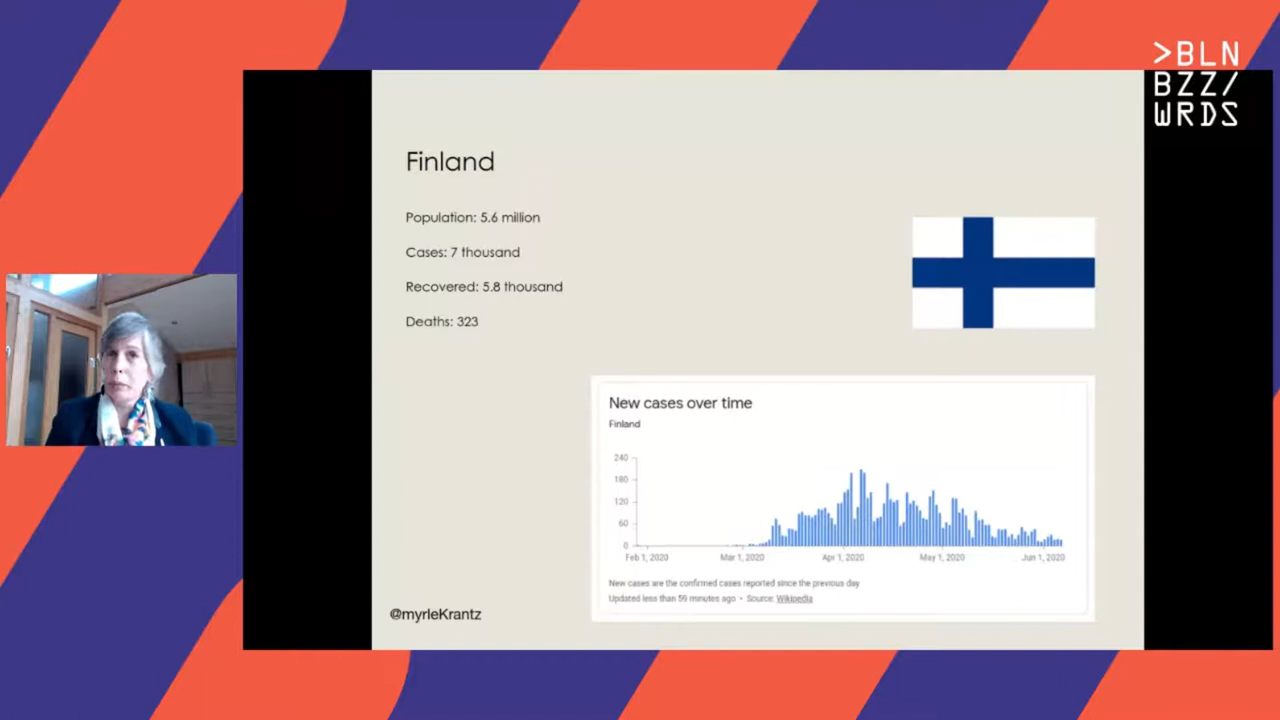 >BLN
BZZ/
WRDS
Finland
Population: 5.6 million
Cases: 7 thousand
Recovered: 5.8 thousand
Deaths: 323
New cases over time
Finland
240
180
120
60
0
Feb 1, 2020 Mar 1, 2020 Apr 1, 2020 May 1, 2020 Jun 1, 2020
New cases are the confirmed cases reported since the previous day
Updated less than 59 minutes ago • Source: Wikipedia
@myrleKrantz